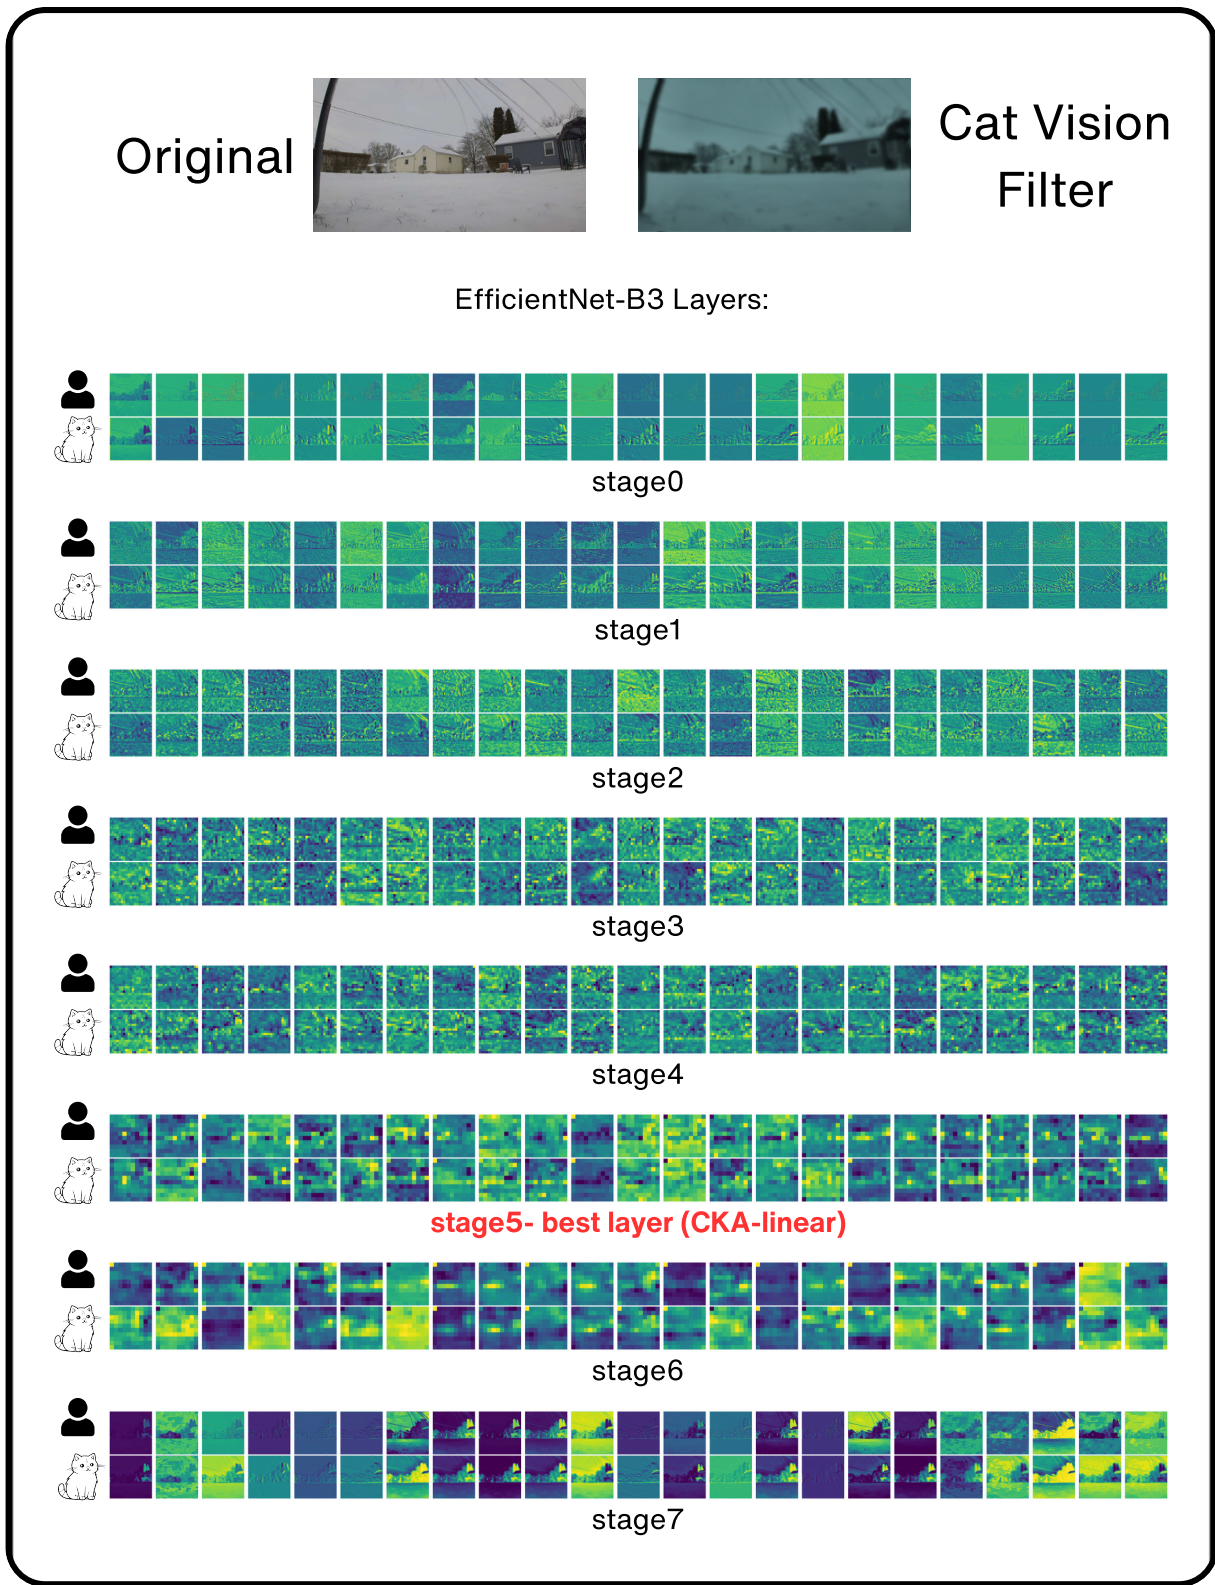 Original
Cat Vision
Filter
EfficientNet-B3 Layers:
stage0
stage1
stage2
stage3
stage4
stage5- best layer (CKA-linear)
stage6
stage7